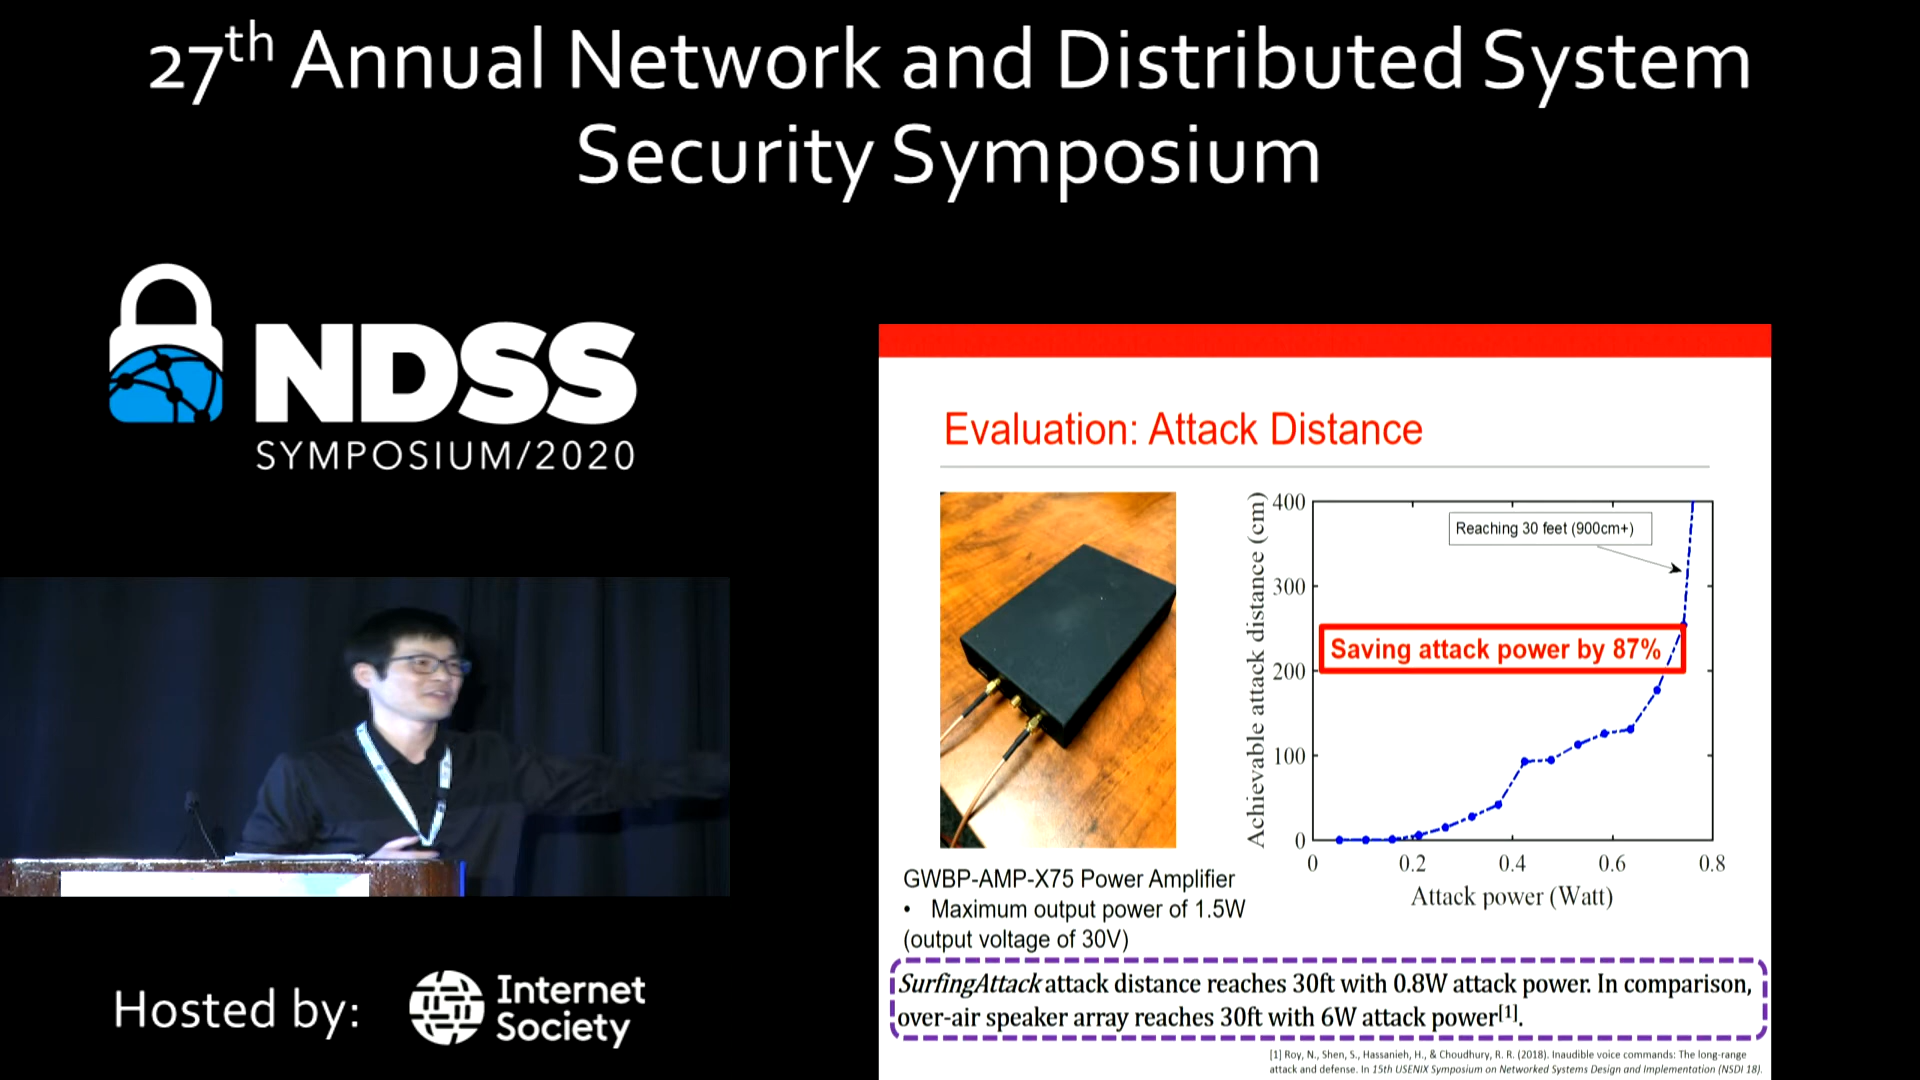 27th Annual Network and Distributed System
Security Symposium
NDSS
SYMPOSIUM/2020
Evaluation: Attack Distance
Achievable attack distance (cm)
400
300
200
100
0
Reaching 30 feet (900cm+)
Saving attack power by 87%
0 0.2 0.4 0.6 0.8
Attack power (Watt)
GWBP-AMP-X75 Power Amplifier
• Maximum output power of 1.5W
(output voltage of 30V)
SurfingAttack attack distance reaches 30ft with 0.8W attack power. In comparison,
over-air speaker array reaches 30ft with 6W attack power[1].
[1] Roy, N., Shen, S., Hassanieh, H., & Choudhury, R. R. (2018). Inaudible voice commands: The long-range
attack and defense. In 15th USENIX Symposium on Networked Systems Design and Implementation (NSDI 18).
Hosted by:
Internet
Society